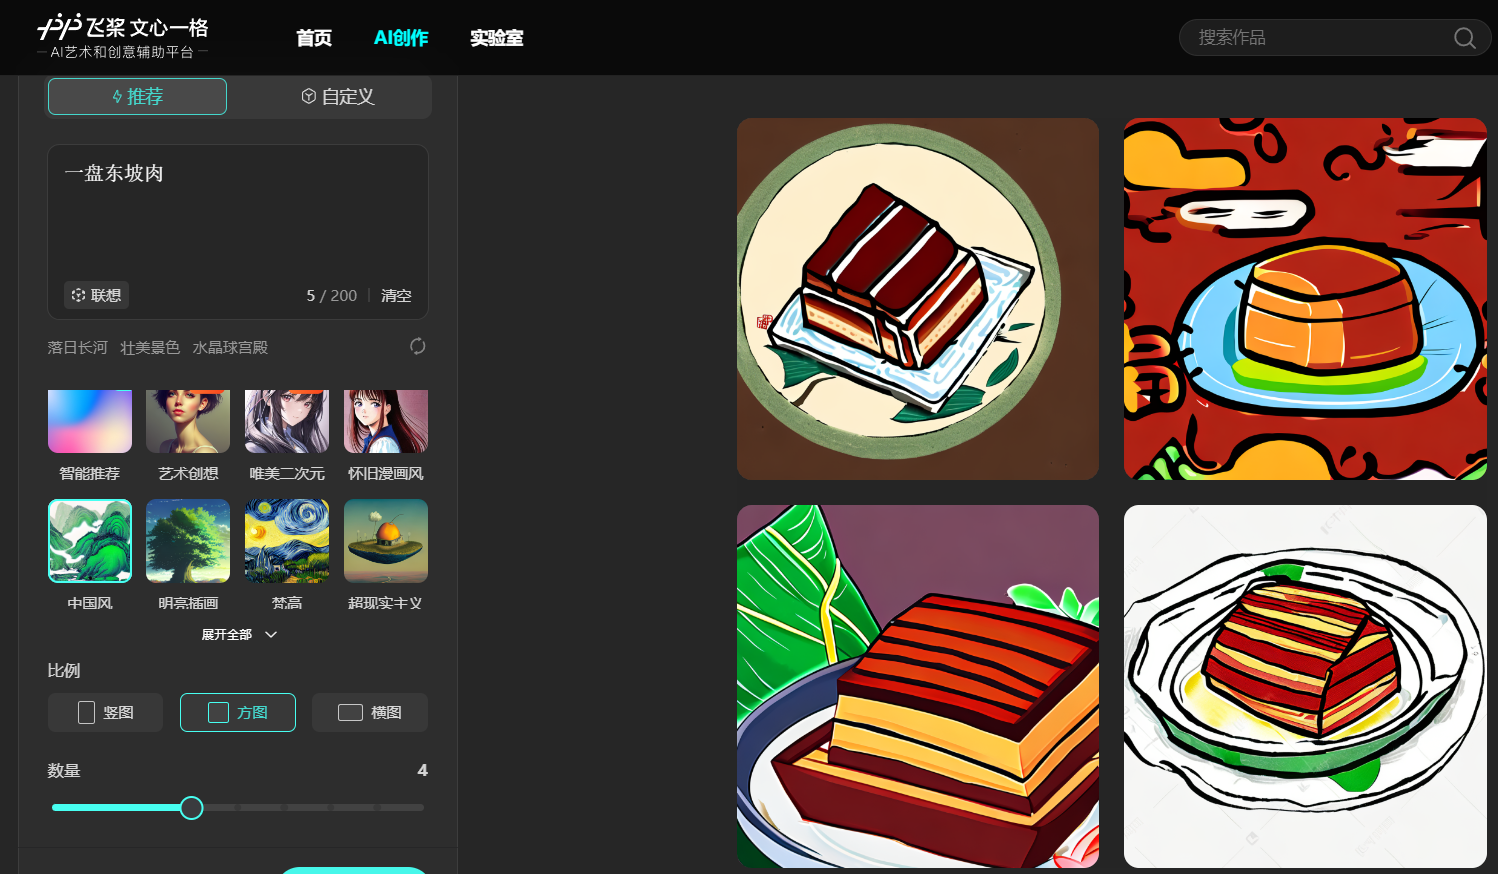 飞桨 文心一格
AI艺术和创意辅助平台
首页 AI创作 实验室
搜索作品
推荐 自定义
一盘东坡肉
联想 5 / 200 清空
落日长河 壮美景色 水晶球宫殿
智能推荐 艺术创想 唯美二次元 怀旧漫画风
中国风 明亮插画 梵高 超现实主义
展开全部
比例
竖图 方图 横图
数量 4